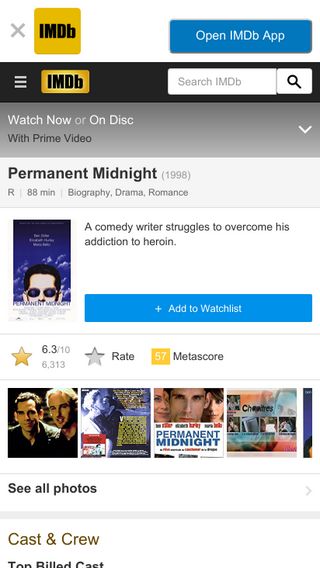 IMDb
Open IMDb App
IMDb
Search IMDb
Watch Now or On Disc
With Prime Video
Permanent Midnight (1998)
R | 88 min | Biography, Drama, Romance
A comedy writer struggles to overcome his
addiction to heroin.
Ben Stiller
Elizabeth Hurley
Maria Bello
PERMANENT MIDNIGHT
+ Add to Watchlist
6.3/10
6,313
Rate
57 Metascore
PERMANENT
MIDNIGHT
Chapitres
See all photos
Cast & Crew
Top Billed Cast